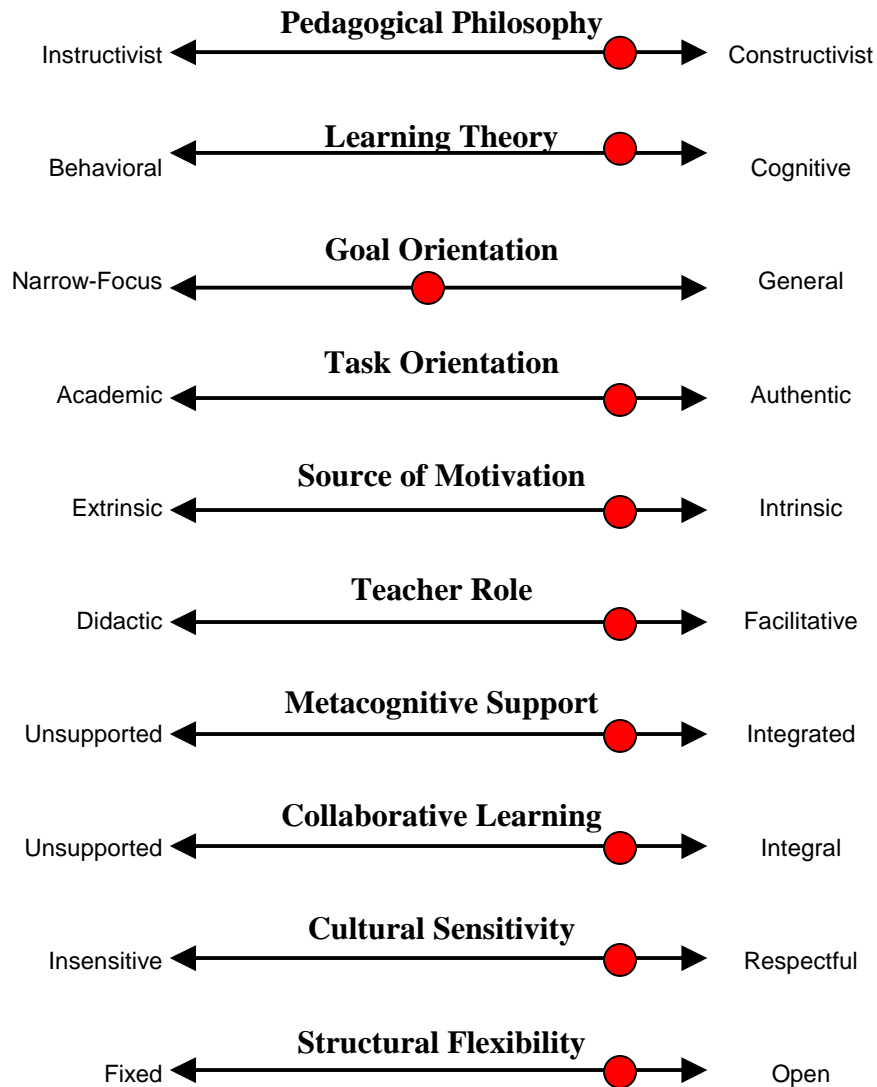 Pedagogical Philosophy
Instructivist
Constructivist
Learning Theory
Behavioral
Cognitive
Goal Orientation
Narrow-Focus
General
Task Orientation
Academic
Authentic
Source of Motivation
Extrinsic
Intrinsic
Teacher Role
Didactic
Facilitative
Metacognitive Support
Unsupported
Integrated
Collaborative Learning
Unsupported
Integral
Cultural Sensitivity
Insensitive
Respectful
Structural Flexibility
Fixed
Open